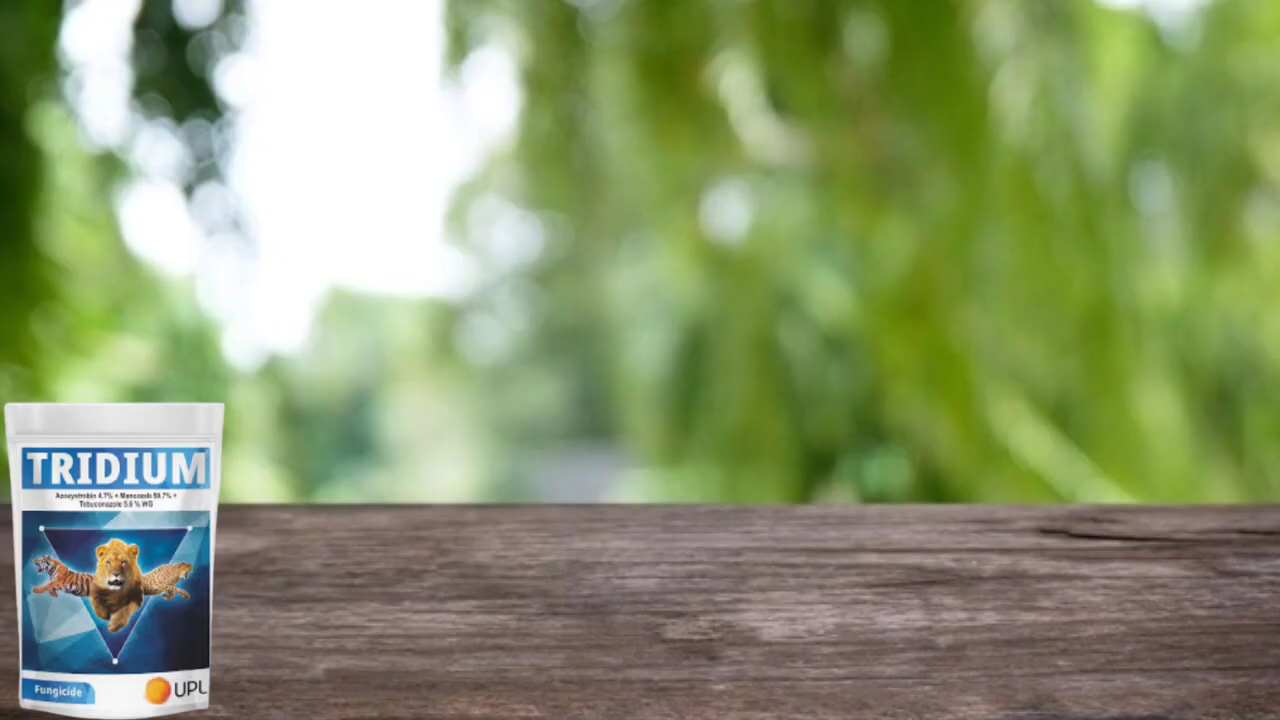 TRIDIUM
Azoxystrobin 4.7% + Mancozeb 59.7% +
Tebuconazole 5.6 % WG
Fungicide
UPL